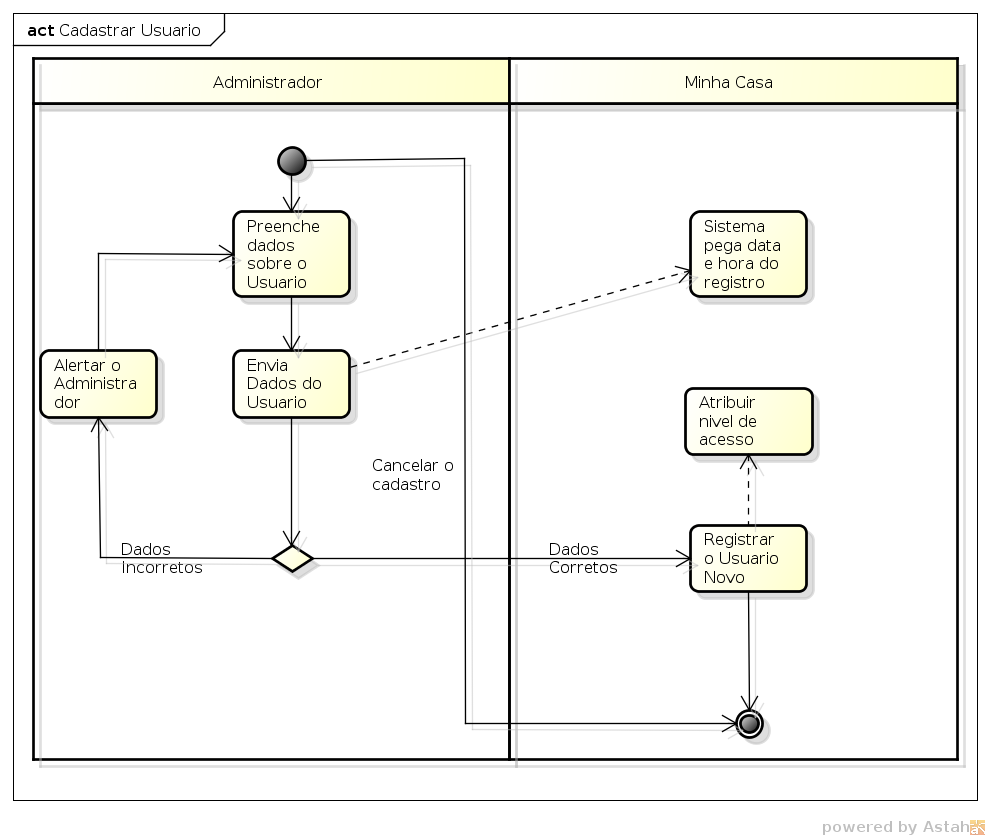 act Cadastrar Usuario
Administrador
Minha Casa
Preenche
dados
sobre o
Usuario
Sistema
pega data
e hora do
registro
Alertar o
Administra
dor
Envia
Dados do
Usuario
Atribuir
nivel de
acesso
Cancelar o
cadastro
Dados
Incorretos
Dados
Corretos
Registrar
o Usuario
Novo
powered by Astah